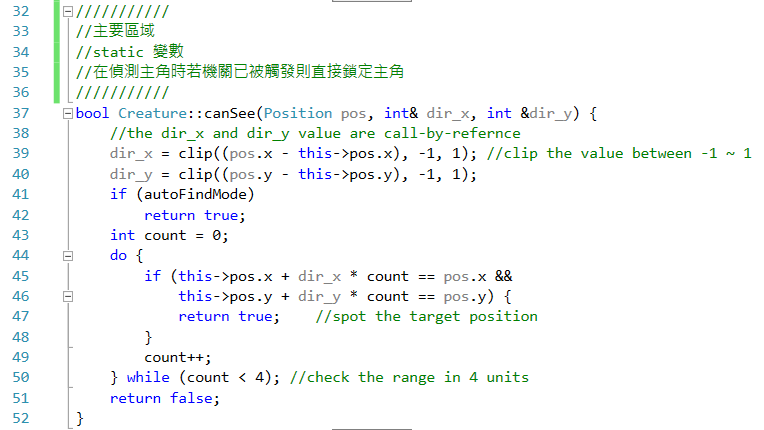 32 ///////////
33 //主要區域
34 //static 變數
35 //在偵測主角時若機關已被觸發則直接鎖定主角
36 ///////////
37 bool Creature::canSee(Position pos, int& dir_x, int &dir_y) {
38 //the dir_x and dir_y value are call-by-refernce
39 dir_x = clip((pos.x - this->pos.x), -1, 1); //clip the value between -1 ~ 1
40 dir_y = clip((pos.y - this->pos.y), -1, 1);
41 if (autoFindMode)
42 return true;
43 int count = 0;
44 do {
45 if (this->pos.x + dir_x * count == pos.x &&
46 this->pos.y + dir_y * count == pos.y) {
47 return true; //spot the target position
48 }
49 count++;
50 } while (count < 4); //check the range in 4 units
51 return false;
52 }